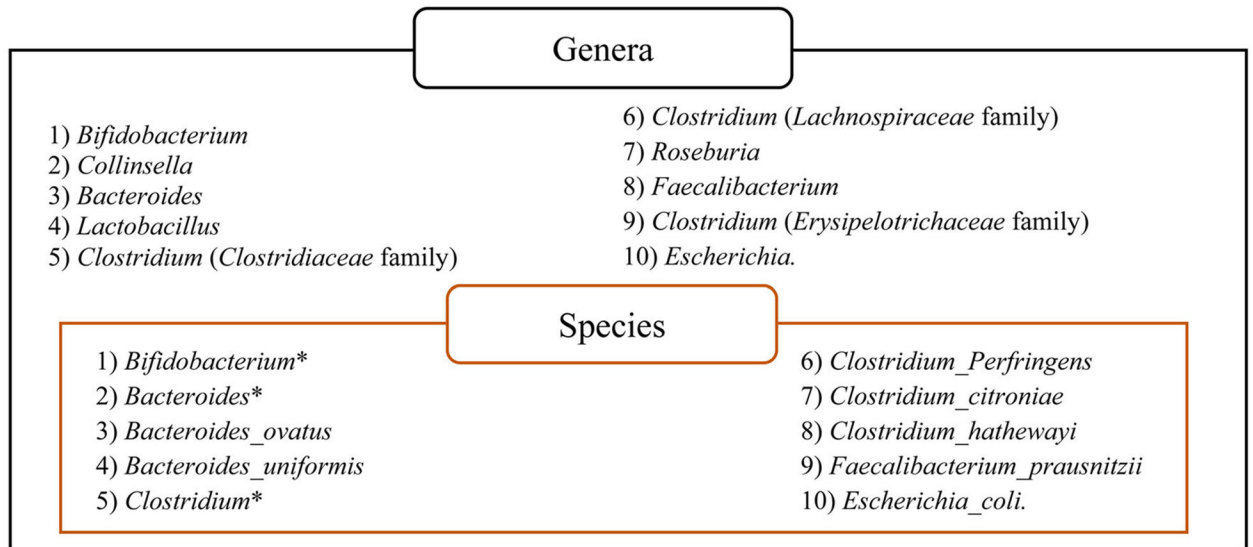 Genera
1) Bifidobacterium
2) Collinsella
3) Bacteroides
4) Lactobacillus
5) Clostridium (Clostridiaceae family)
6) Clostridium (Lachnospiraceae family)
7) Roseburia
8) Faecalibacterium
9) Clostridium (Erysipelotrichaceae family)
10) Escherichia.
Species
1) Bifidobacterium*
2) Bacteroides*
3) Bacteroides_ovatus
4) Bacteroides_uniformis
5) Clostridium*
6) Clostridium_Perfringens
7) Clostridium_citroniae
8) Clostridium_hathewayi
9) Faecalibacterium_prausnitzii
10) Escherichia_coli.